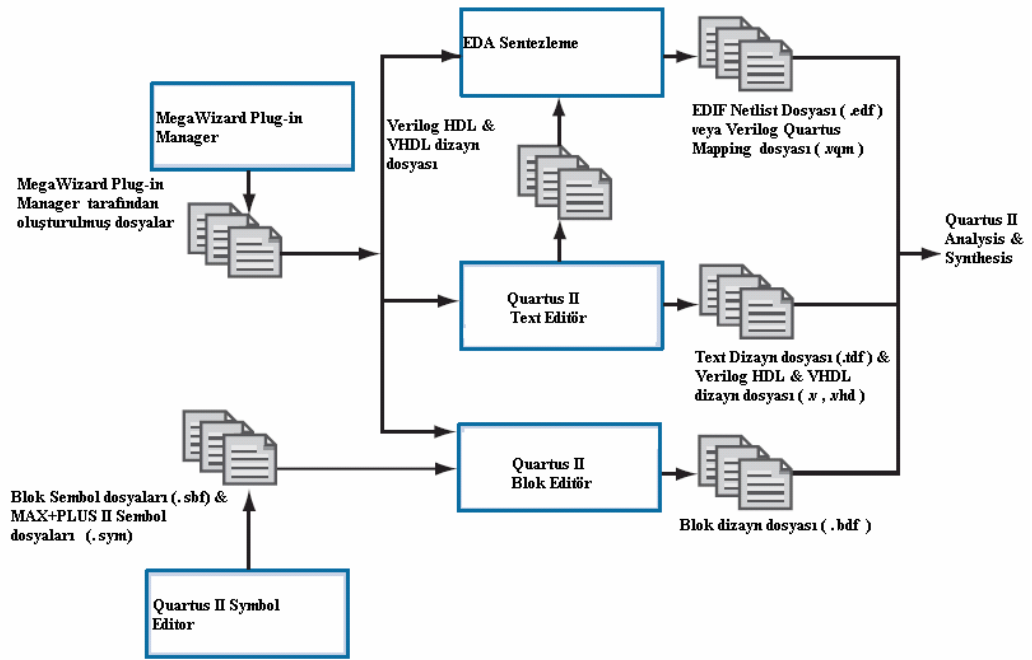 EDA Sentezleme
MegaWizard Plug-in
Manager
Verilog HDL &
VHDL dizayn
dosyası
EDIF Netlist Dosyası ( .edf )
veya Verilog Quartus
Mapping dosyası ( .vqm )
MegaWizard Plug-in
Manager tarafından
oluşturulmuş dosyalar
Quartus II
Analysis &
Synthesis
Quartus II
Text Editör
Text Dizayn dosyası (.tdf ) &
Verilog HDL & VHDL
dizayn dosyası ( .v , .vhd )
Quartus II
Blok Editör
Blok Sembol dosyaları (. sbf) &
MAX+PLUS II Sembol
dosyaları (. sym)
Blok dizayn dosyası ( . bdf )
Quartus II Symbol
Editor